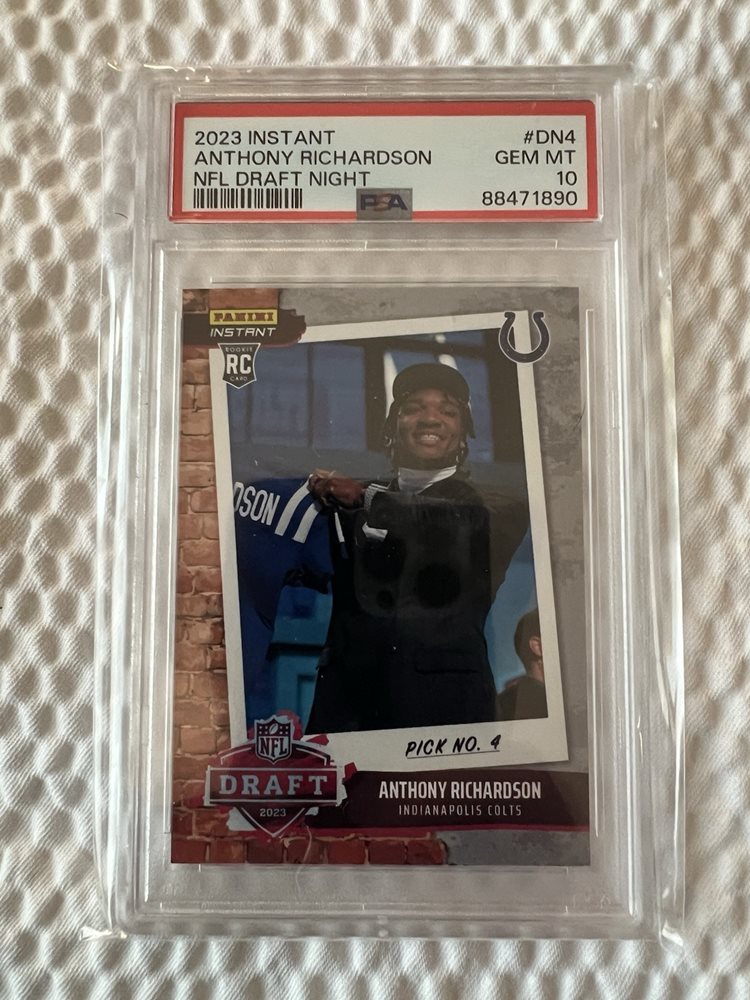 2023 INSTANT #DN4
ANTHONY RICHARDSON GEM MT
NFL DRAFT NIGHT 10
PSA 88471890
PANINI
INSTANT
ROOKIE
RC
CARD
DSON
PICK NO. 4
NFL
DRAFT
2023
ANTHONY RICHARDSON
INDIANAPOLIS COLTS